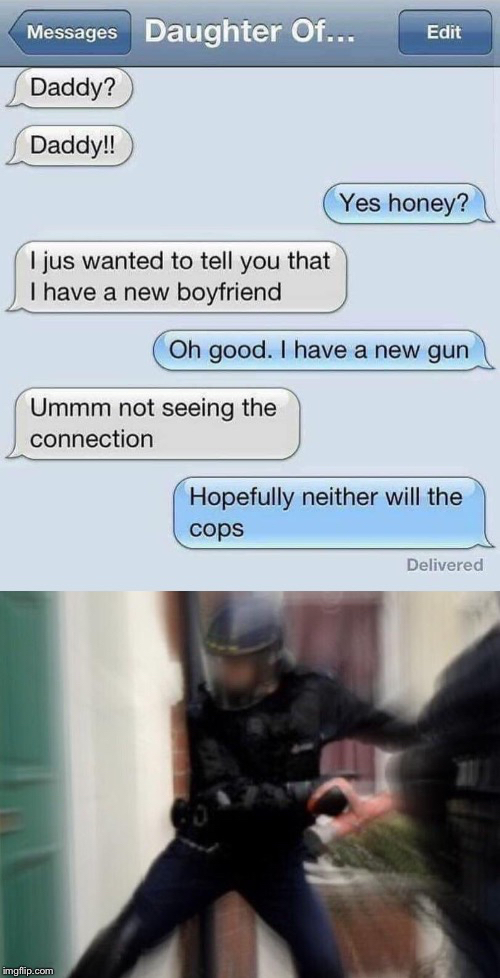 Messages
Daughter Of...
Edit
Daddy?
Daddy!!
Yes honey?
I jus wanted to tell you that
I have a new boyfriend
Oh good. I have a new gun
Ummm not seeing the
connection
Hopefully neither will the
cops
Delivered
imgflip.com